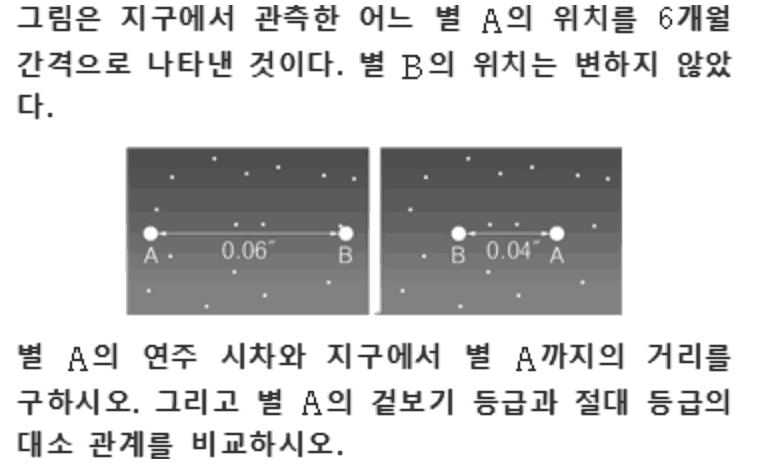 그림은 지구에서 관측한 어느 별 A의 위치를 6개월
간격으로 나타낸 것이다. 별 B의 위치는 변하지 않았
다.
0.06″
A
B
0.04″
B
A
별 A의 연주 시차와 지구에서 별 A까지의 거리를
구하시오. 그리고 별 A의 겉보기 등급과 절대 등급의
대소 관계를 비교하시오.